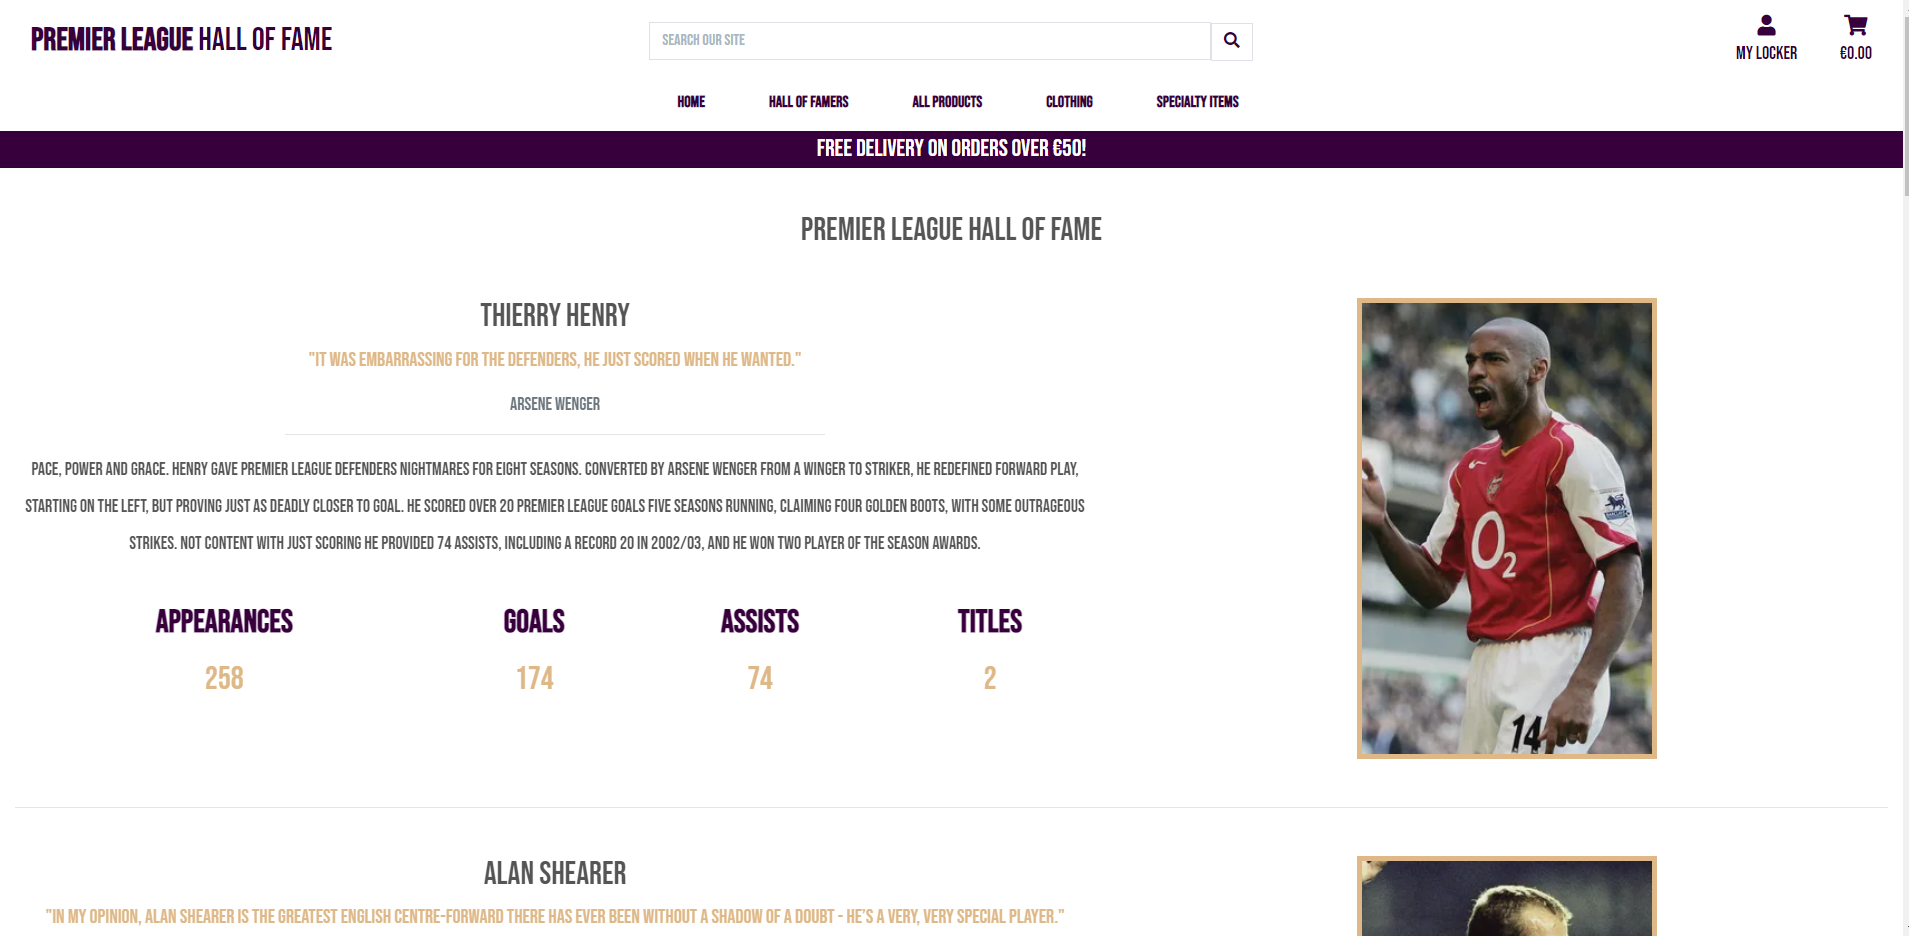 PREMIER LEAGUE HALL OF FAME
SEARCH OUR SITE
MY LOCKER
€0.00
HOME
HALL OF FAMERS
ALL PRODUCTS
CLOTHING
SPECIALTY ITEMS
FREE DELIVERY ON ORDERS OVER €50!
PREMIER LEAGUE HALL OF FAME
THIERRY HENRY
"IT WAS EMBARRASSING FOR THE DEFENDERS, HE JUST SCORED WHEN HE WANTED."
ARSENE WENGER
PACE, POWER AND GRACE. HENRY GAVE PREMIER LEAGUE DEFENDERS NIGHTMARES FOR EIGHT SEASONS. CONVERTED BY ARSENE WENGER FROM A WINGER TO STRIKER, HE REDEFINED FORWARD PLAY,
STARTING ON THE LEFT, BUT PROVING JUST AS DEADLY CLOSER TO GOAL. HE SCORED OVER 20 PREMIER LEAGUE GOALS FIVE SEASONS RUNNING, CLAIMING FOUR GOLDEN BOOTS, WITH SOME OUTRAGEOUS
STRIKES. NOT CONTENT WITH JUST SCORING HE PROVIDED 74 ASSISTS, INCLUDING A RECORD 20 IN 2002/03, AND HE WON TWO PLAYER OF THE SEASON AWARDS.
APPEARANCES
258
GOALS
174
ASSISTS
74
TITLES
2
O2
14
ALAN SHEARER
"IN MY OPINION, ALAN SHEARER IS THE GREATEST ENGLISH CENTRE-FORWARD THERE HAS EVER BEEN WITHOUT A SHADOW OF A DOUBT - HE'S A VERY, VERY SPECIAL PLAYER."